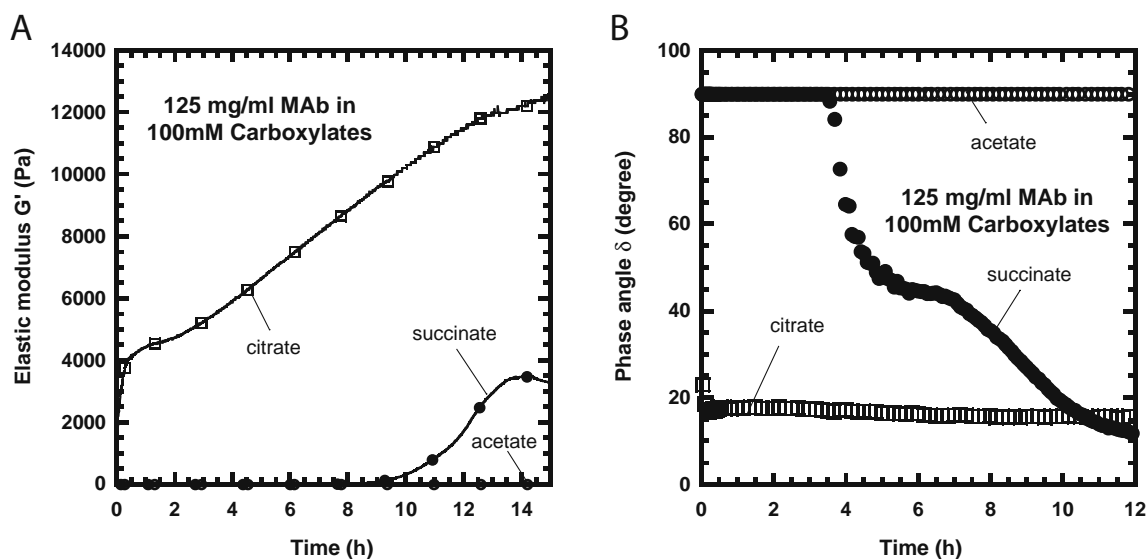 A
14000
12000
10000
8000
6000
4000
2000
0
Elastic modulus G' (Pa)
125 mg/ml MAb in
100mM Carboxylates
citrate
succinate
acetate
0 2 4 6 8 10 12 14
Time (h)
B
100
80
60
40
20
0
Phase angle δ (degree)
acetate
125 mg/ml MAb in
100mM Carboxylates
succinate
citrate
0 2 4 6 8 10 12
Time (h)